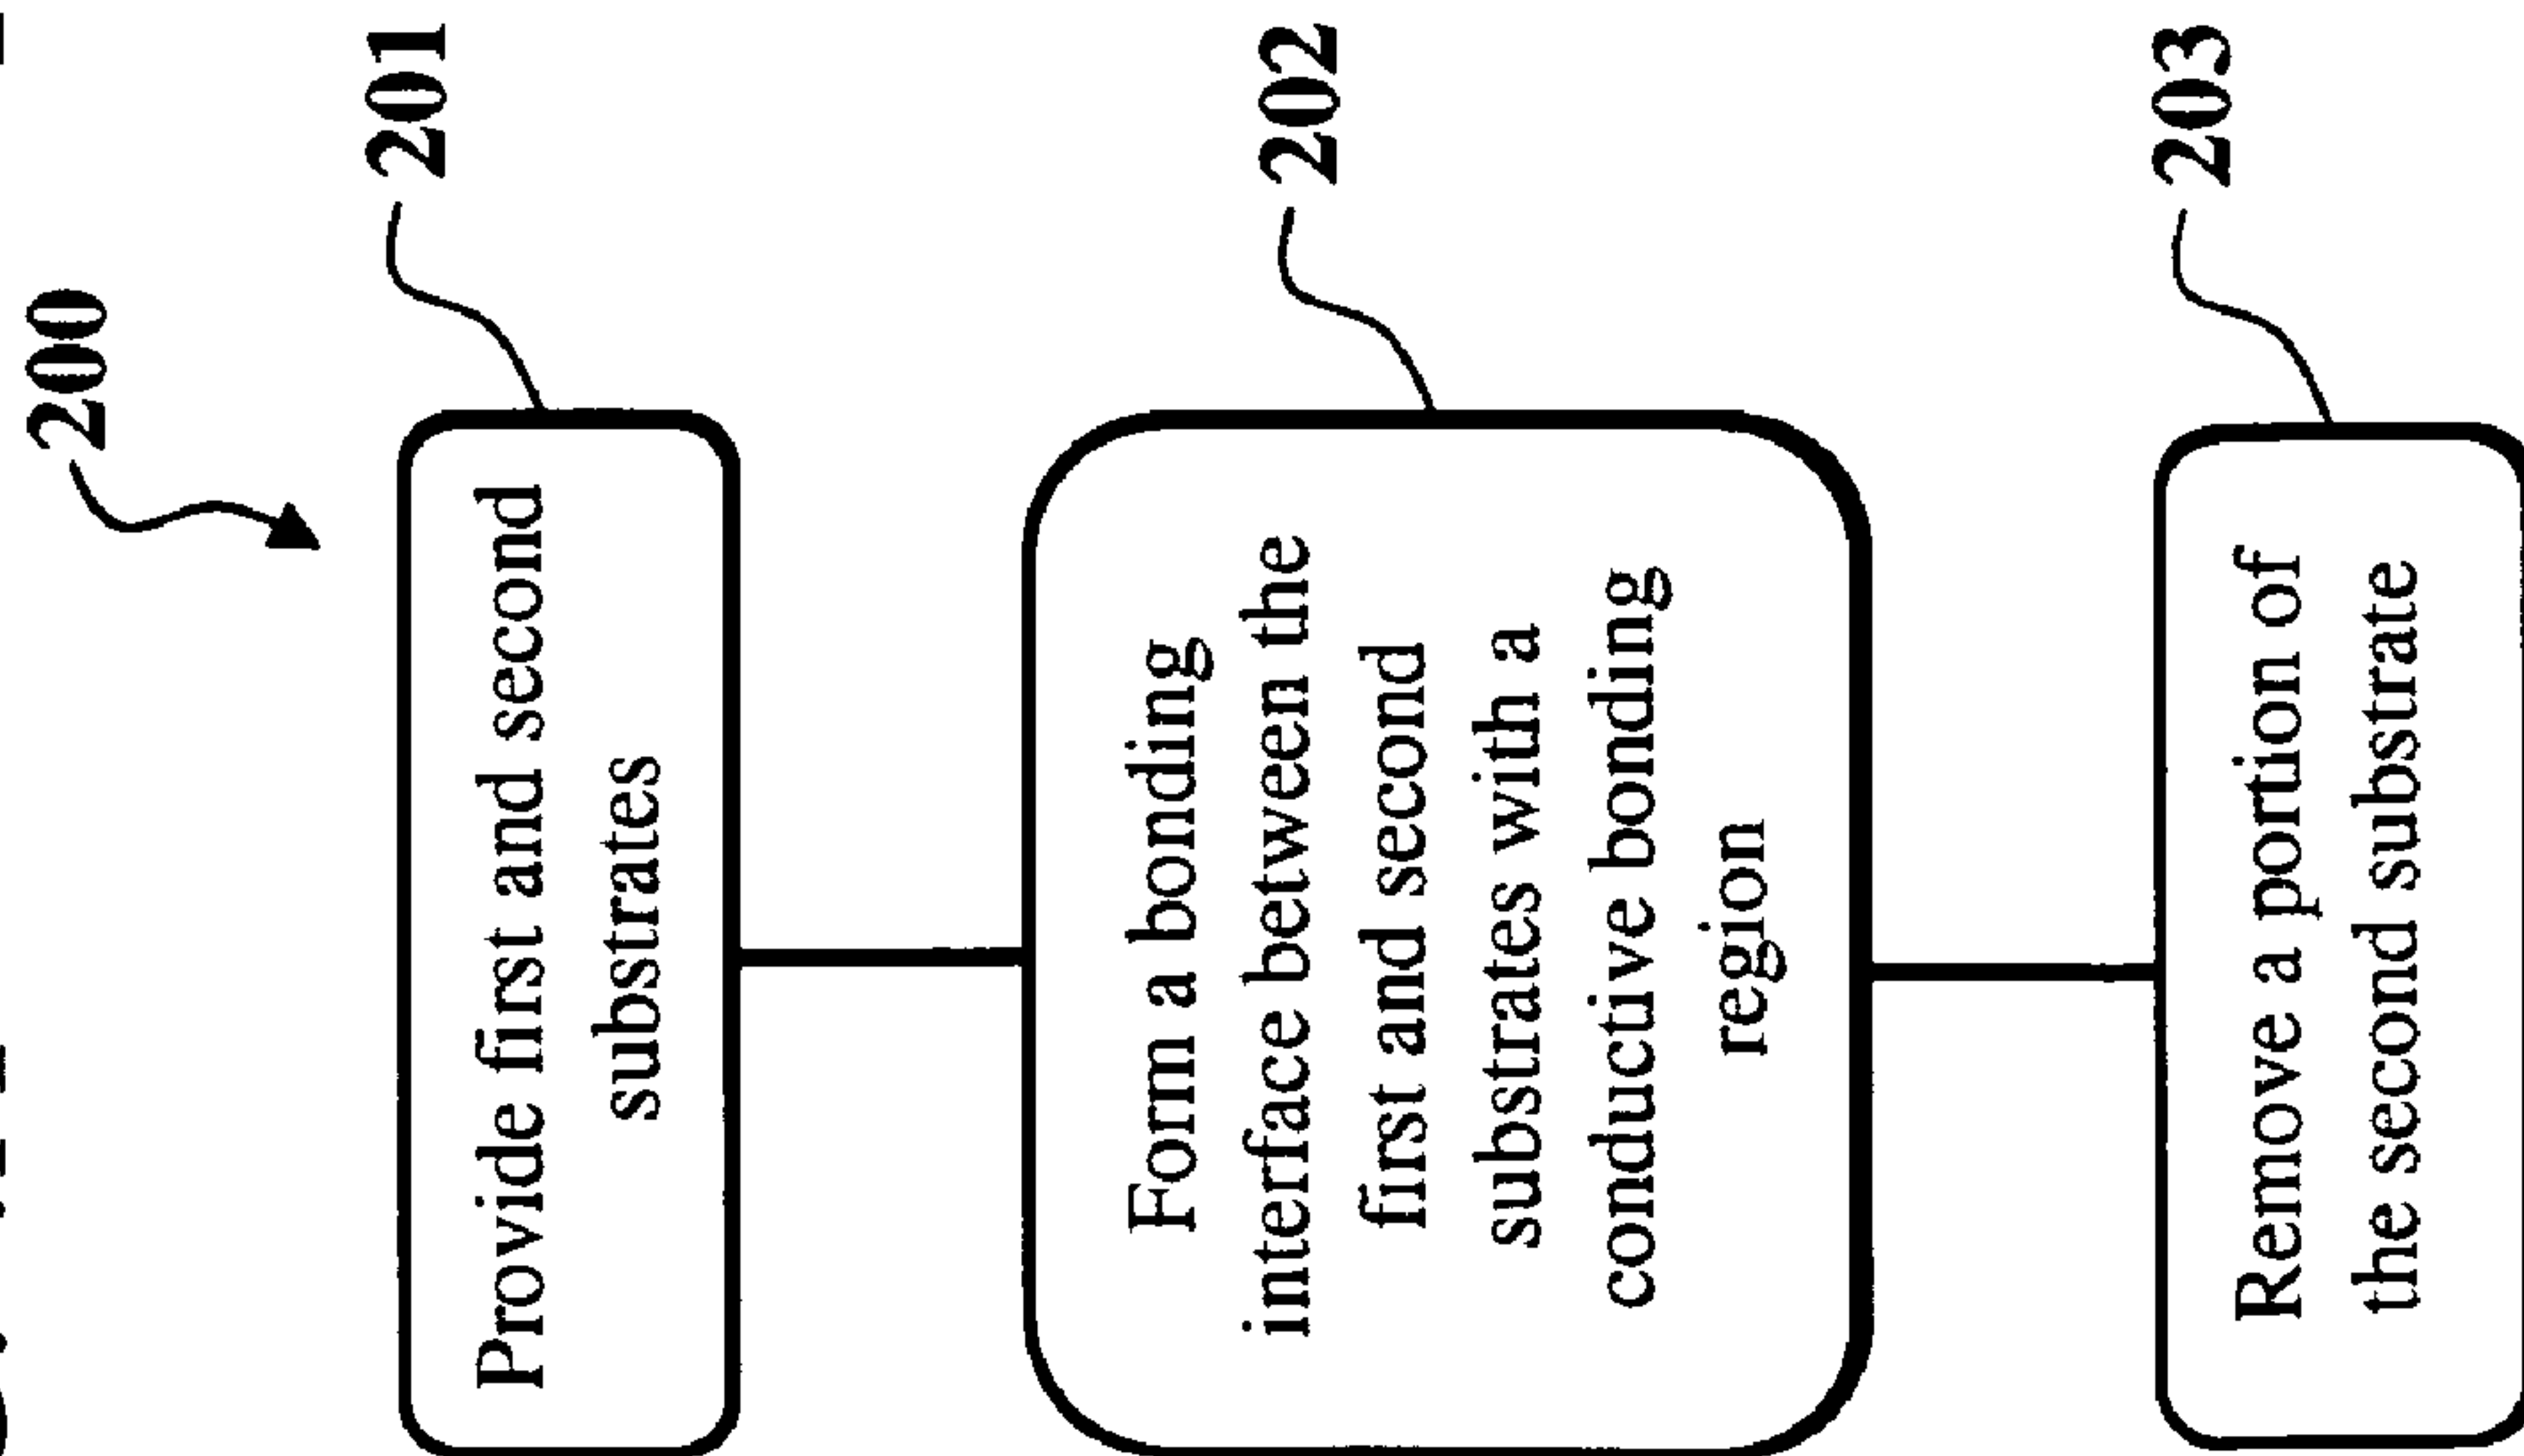 200
201
Provide first and second
substrates
202
Form a bonding
interface between the
first and second
substrates with a
conductive bonding
region
203
Remove a portion of
the second substrate